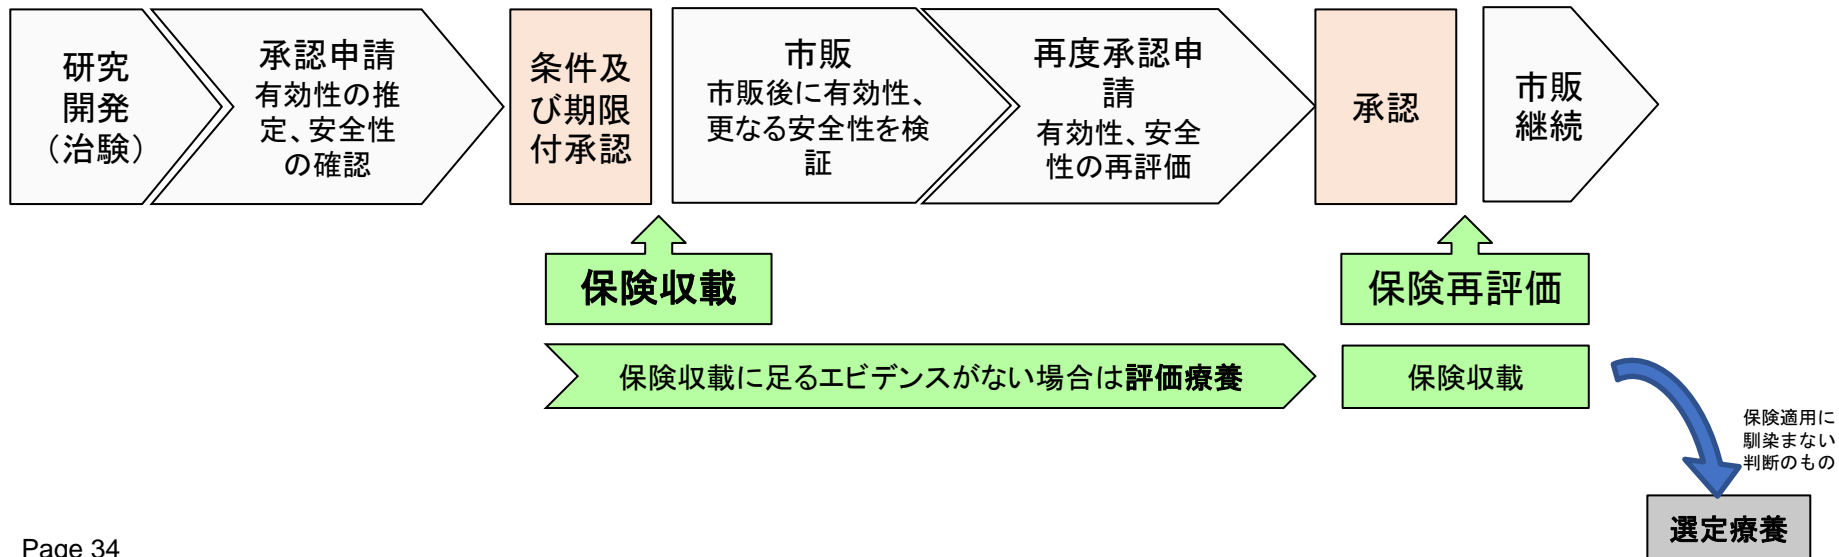 研究
開発
（治験）
承認申請
有効性の推
定、安全性
の確認
条件及
び期限
付承認
市販
市販後に有効性、
更なる安全性を検
証
再度承認申
請
有効性、安全
性の再評価
承認
市販
継続
保険収載
保険再評価
保険収載に足るエビデンスがない場合は評価療養
保険収載
保険適用に
馴染まない
判断のもの
選定療養
Page 34